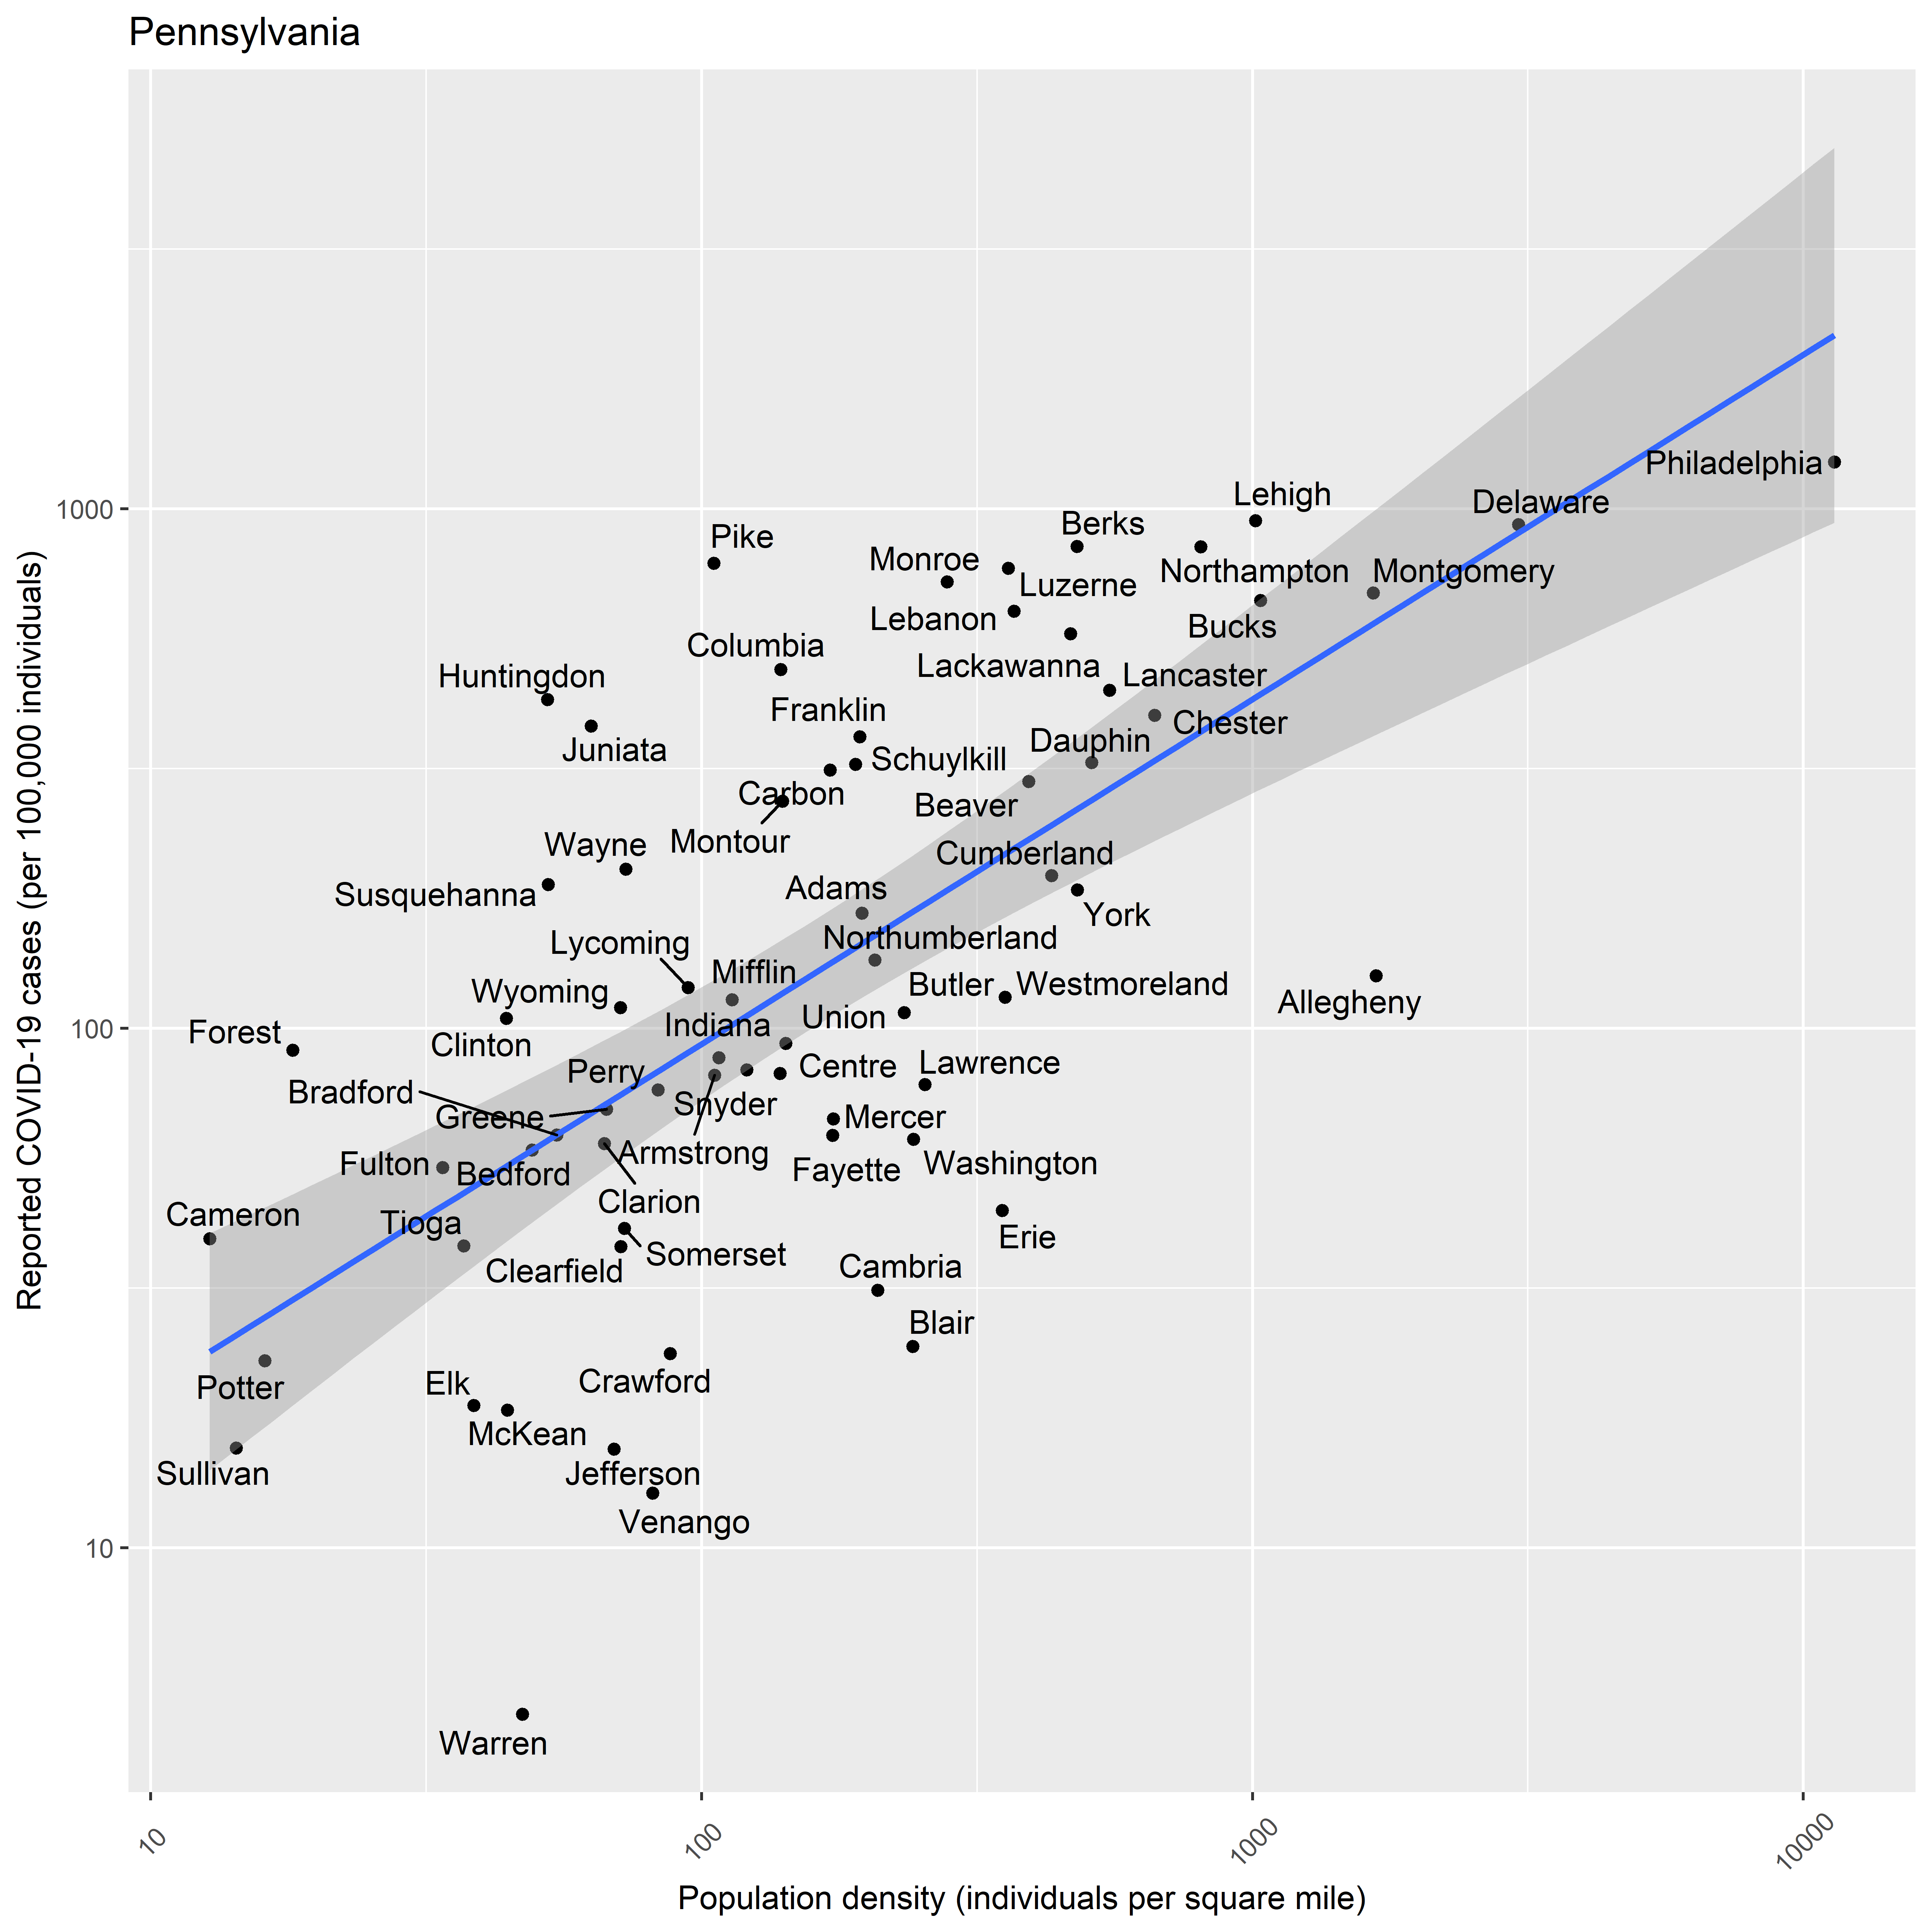 Pennsylvania
Reported COVID-19 cases (per 100,000 individuals)
1000
100
10
Philadelphia
Lehigh
Delaware
Berks
Pike
Monroe
Northampton
Montgomery
Luzerne
Lebanon
Bucks
Columbia
Lackawanna
Huntingdon
Lancaster
Franklin
Chester
Dauphin
Juniata
Schuylkill
Carbon
Beaver
Montour
Wayne
Cumberland
Adams
Susquehanna
York
Northumberland
Lycoming
Mifflin
Butler
Westmoreland
Wyoming
Allegheny
Union
Indiana
Forest
Clinton
Lawrence
Centre
Perry
Bradford
Snyder
Greene
Mercer
Armstrong
Fulton
Washington
Fayette
Bedford
Clarion
Cameron
Tioga
Erie
Somerset
Cambria
Clearfield
Blair
Crawford
Elk
Potter
McKean
Sullivan
Jefferson
Venango
Warren
10
100
1000
10000
Population density (individuals per square mile)